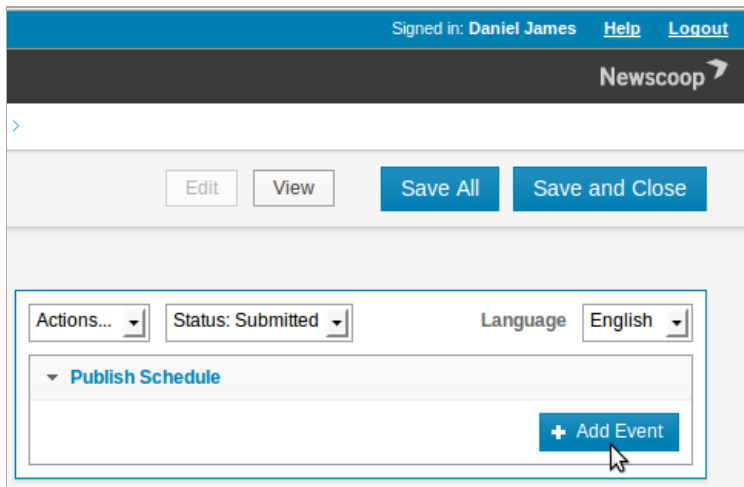 Signed in: Daniel James Help Logout
Newscoop
>
Edit View Save All Save and Close
Actions... Status: Submitted Language English
Publish Schedule
+ Add Event